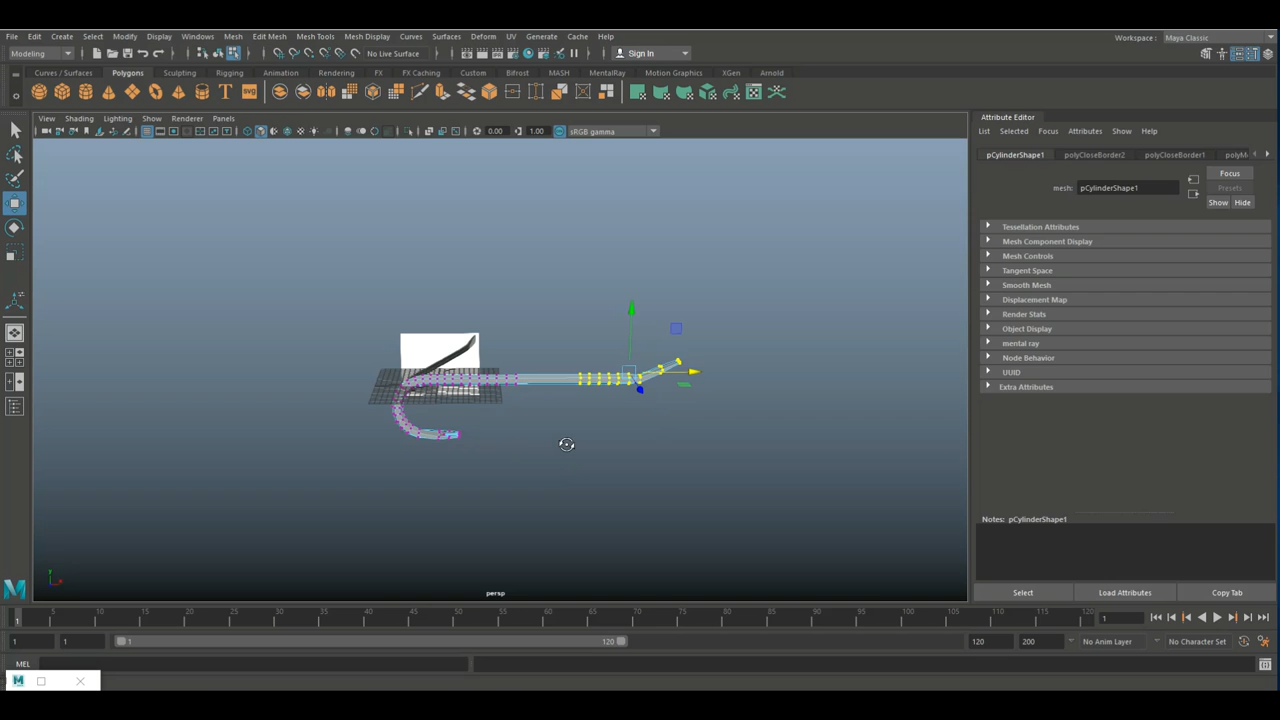 File Edit Create Select Modify Display Windows Mesh Edit Mesh Mesh Tools Mesh Display Curves Surfaces Deform UV Generate Cache Help
Workspace : Maya Classic
Modeling No Live Surface Sign In
Curves / Surfaces Polygons Sculpting Rigging Animation Rendering FX FX Caching Custom Bifrost MASH MentalRay Motion Graphics XGen Arnold
T SVG
View Shading Lighting Show Renderer Panels
0.00 1.00 sRGB gamma
Attribute Editor
List Selected Focus Attributes Show Help
pCylinderShape1 polyCloseBorder2 polyCloseBorder1
mesh: pCylinderShape1
Focus
Presets
Show Hide
Tessellation Attributes
Mesh Component Display
Mesh Controls
Tangent Space
Smooth Mesh
Displacement Map
Render Stats
Object Display
mental ray
Node Behavior
UUID
Extra Attributes
Notes: pCylinderShape1
Select Load Attributes Copy Tab
persp
5 10 15 20 25 30 35 40 45 50 55 60 65 70 75 80 85 90 95 100 105 110 115 120
1 1
1 1 1 120 120 200 No Anim Layer No Character Set
MEL